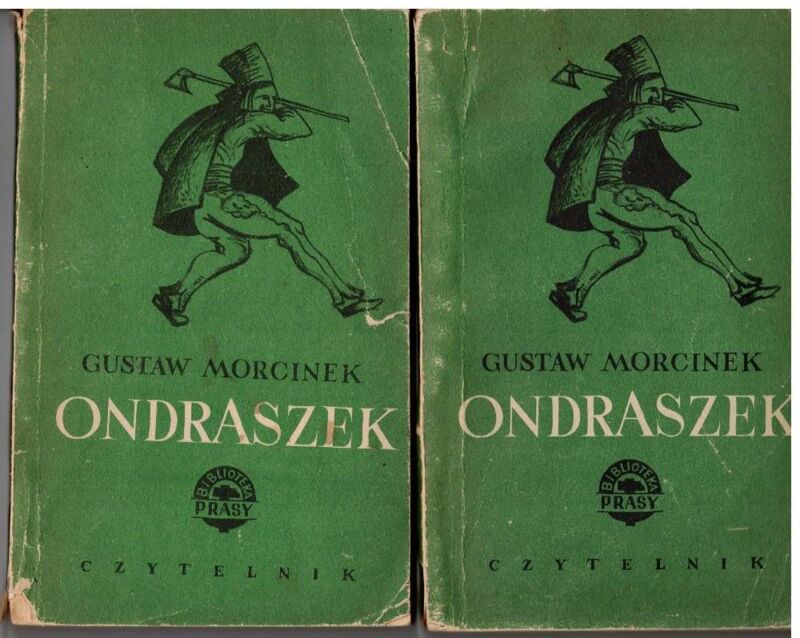 GUSTAW MORCINEK
ONDRASZEK
BIBLIOTEKA
PRASY
CZYTELNIK
GUSTAW MORCINEK
ONDRASZEK
BIBLIOTEKA
PRASY
CZYTELNIK